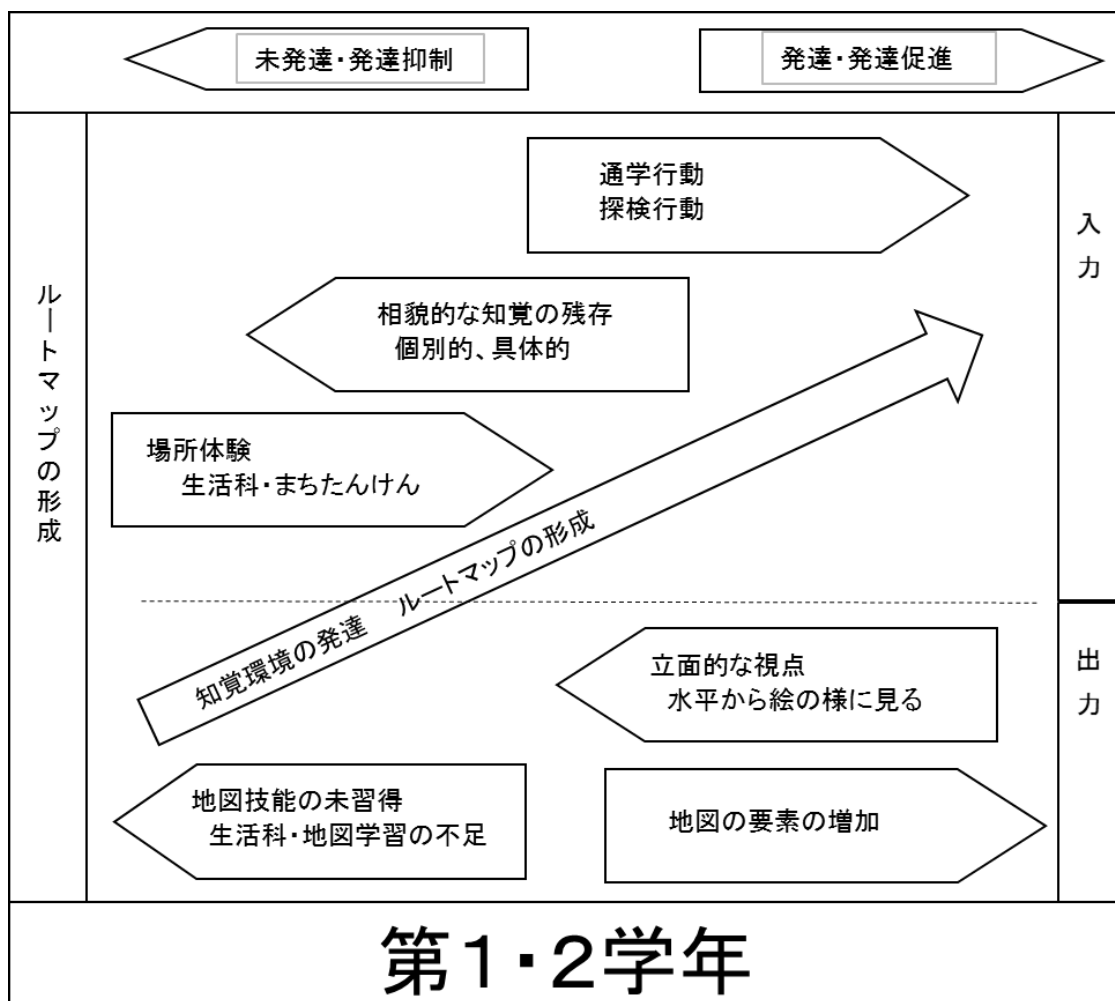 未発達・発達抑制
発達・発達促進
ルートマップの形成
通学行動
探検行動
入力
相貌的な知覚の残存
個別的、具体的
場所体験
生活科・まちたんけん
知覚環境の発達　ルートマップの形成
立面的な視点
水平から絵の様に見る
出力
地図技能の未習得
生活科・地図学習の不足
地図の要素の増加
第１・２学年